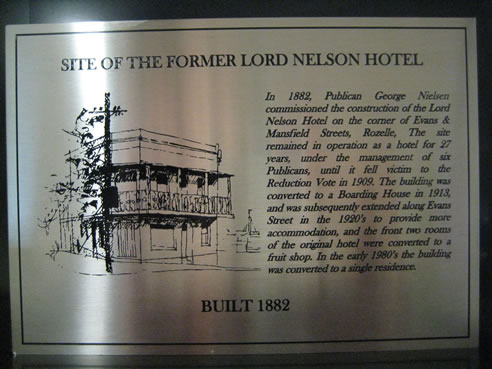 SITE OF THE FORMER LORD NELSON HOTEL
In 1882, Publican George Nielsen
commissioned the construction of the Lord
Nelson Hotel on the corner of Evans &
Mansfield Streets, Rozelle, The site
remained in operation as a hotel for 27
years, under the management of six
Publicans, until it fell victim to the
Reduction Vote in 1909. The building was
converted to a Boarding House in 1913,
and was subsequently extended along Evans
Street in the 1920's to provide more
accommodation, and the front two rooms
of the original hotel were converted to a
fruit shop. In the early 1980's the building
was converted to a single residence.
BUILT 1882